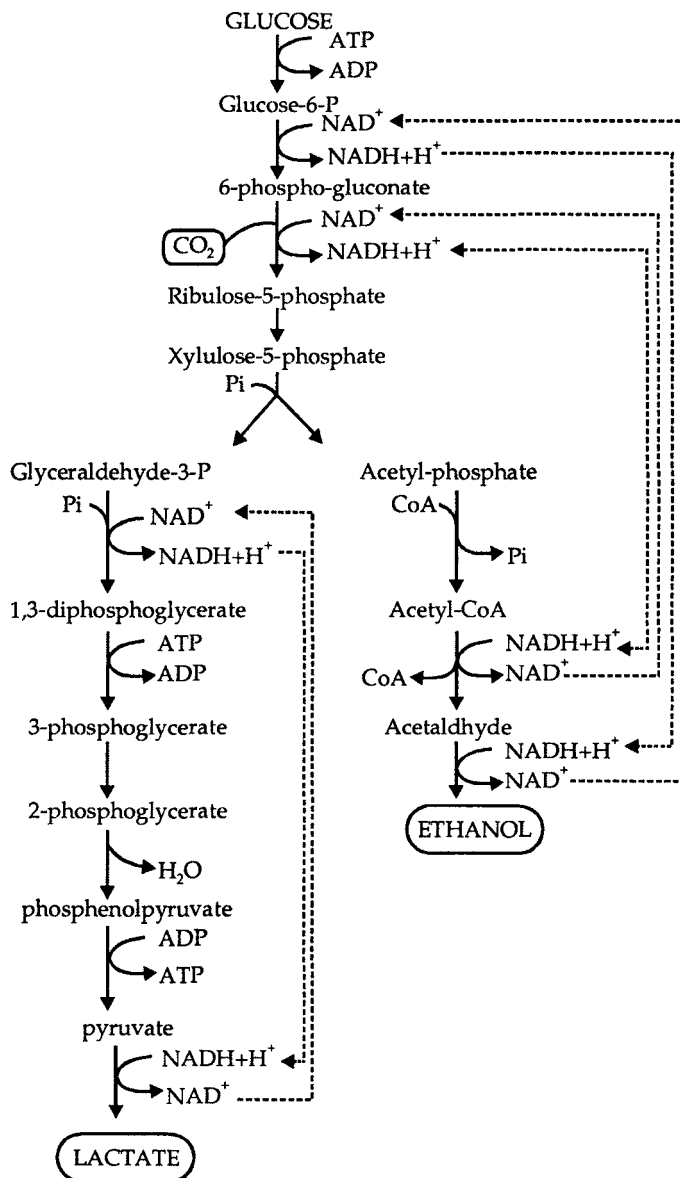 GLUCOSE
ATP
ADP
Glucose-6-P
NAD+
NADH+H+
6-phospho-gluconate
NAD+
CO2
NADH+H+
Ribulose-5-phosphate
Xylulose-5-phosphate
Pi
Glyceraldehyde-3-P
Pi
NAD+
NADH+H+
1,3-diphosphoglycerate
ATP
ADP
3-phosphoglycerate
2-phosphoglycerate
H2O
phosphenolpyruvate
ADP
ATP
pyruvate
NADH+H+
NAD+
LACTATE
Acetyl-phosphate
CoA
Pi
Acetyl-CoA
NADH+H+
CoA
NAD+
Acetaldhyde
NADH+H+
NAD+
ETHANOL